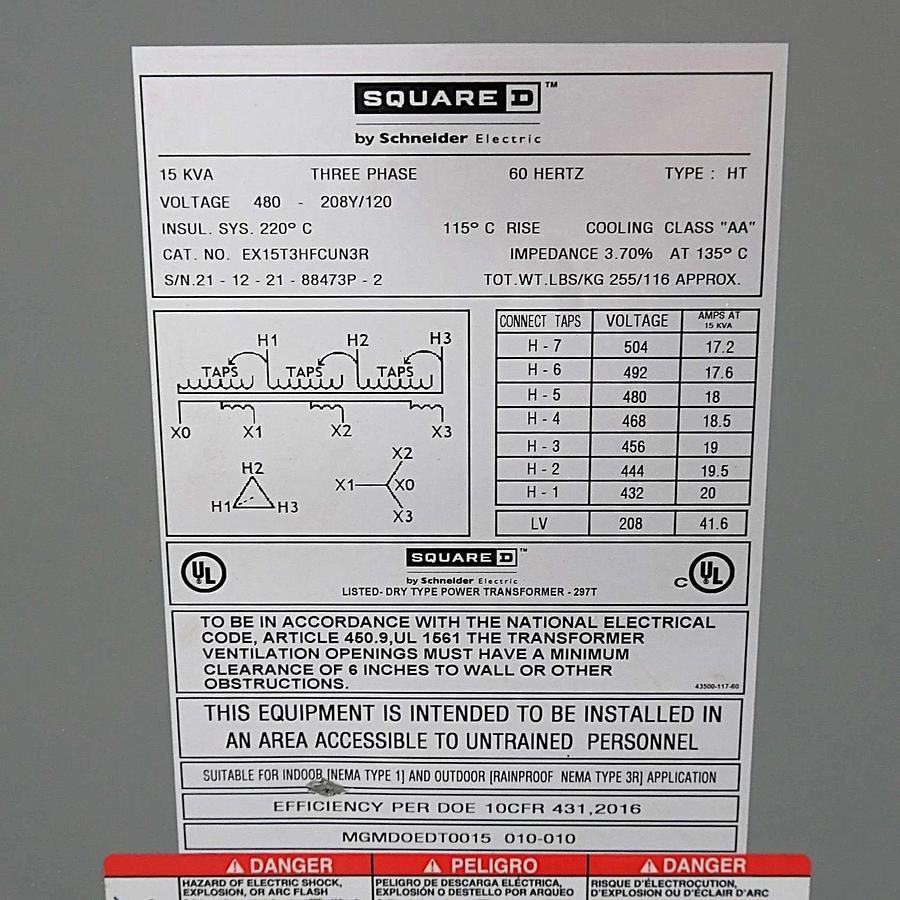 SQUARE D™
by Schneider Electric
15 KVA THREE PHASE 60 HERTZ TYPE : HT
VOLTAGE 480 - 208Y/120
INSUL. SYS. 220° C 115° C RISE COOLING CLASS "AA"
CAT. NO. EX15T3HFCUN3R IMPEDANCE 3.70% AT 135° C
S/N.21 - 12 - 21 - 88473P - 2 TOT.WT.LBS/KG 255/116 APPROX.
H1 H2 H3
TAPS TAPS TAPS
X0 X1 X2 X3
H2
H1 H3
X2
X1 X0
X3
CONNECT TAPS VOLTAGE AMPS AT 15 KVA
H - 7 504 17.2
H - 6 492 17.6
H - 5 480 18
H - 4 468 18.5
H - 3 456 19
H - 2 444 19.5
H - 1 432 20
LV 208 41.6
UL
SQUARE D™
by Schneider Electric
LISTED- DRY TYPE POWER TRANSFORMER - 297T
C UL
TO BE IN ACCORDANCE WITH THE NATIONAL ELECTRICAL
CODE, ARTICLE 450.9,UL 1561 THE TRANSFORMER
VENTILATION OPENINGS MUST HAVE A MINIMUM
CLEARANCE OF 6 INCHES TO WALL OR OTHER
OBSTRUCTIONS.
43500-117-60
THIS EQUIPMENT IS INTENDED TO BE INSTALLED IN
AN AREA ACCESSIBLE TO UNTRAINED PERSONNEL
SUITABLE FOR INDOOR [NEMA TYPE 1] AND OUTDOOR [RAINPROOF NEMA TYPE 3R] APPLICATION
EFFICIENCY PER DOE 10CFR 431,2016
MGMDOEDT0015 010-010
DANGER
HAZARD OF ELECTRIC SHOCK,
EXPLOSION, OR ARC FLASH
PELIGRO
PELIGRO DE DESCARGA ELÉCTRICA,
EXPLOSIÓN O DESTELLO POR ARQUEO
DANGER
RISQUE D'ÉLECTROCUTION,
D'EXPLOSION OU D'ÉCLAIR D'ARC